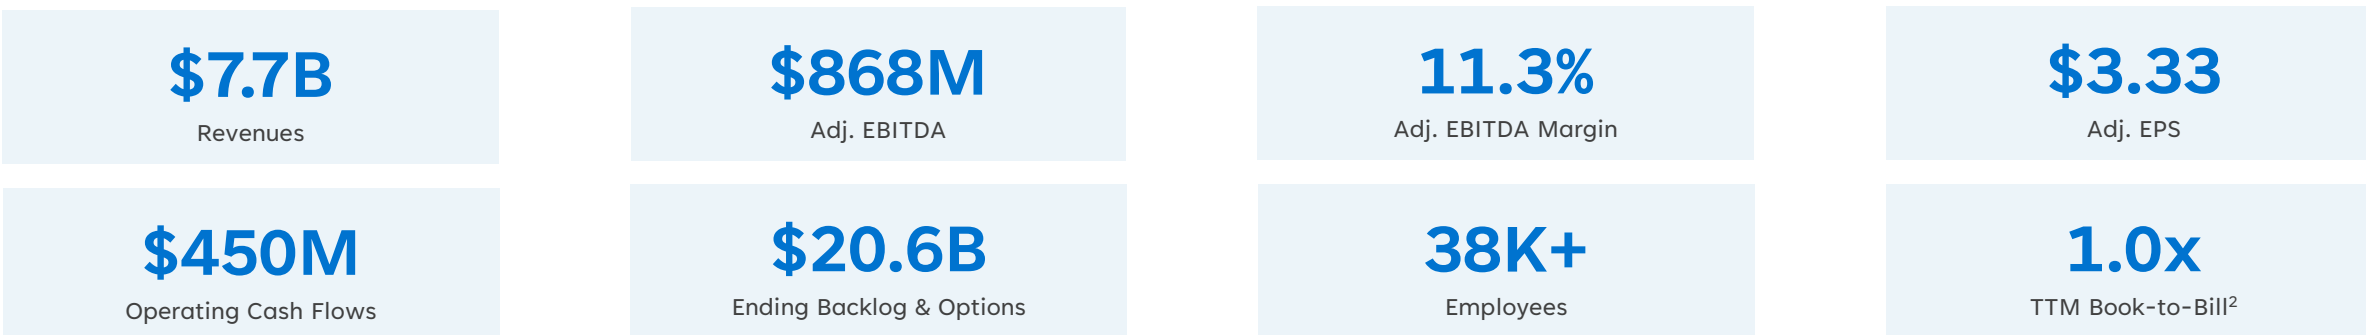 $7.7B
Revenues
$868M
Adj. EBITDA
11.3%
Adj. EBITDA Margin
$3.33
Adj. EPS
$450M
Operating Cash Flows
$20.6B
Ending Backlog & Options
38K+
Employees
1.0x
TTM Book-to-Bill²